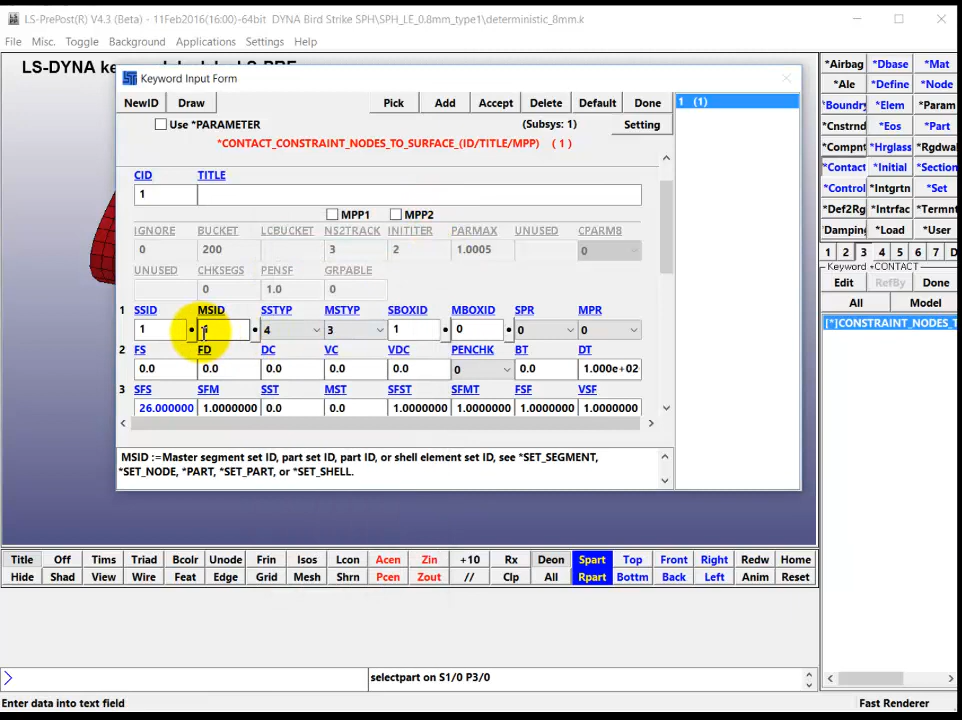 LS-PrePost(R) V4.3 (Beta) - 11Feb2016(16:00)-64bit DYNA Bird Strike SPH\SPH_LE_0.8mm_type1\deterministic_8mm.k
File Misc. Toggle Background Applications Settings Help
LS-DYNA ke
Keyword Input Form
NewID Draw Pick Add Accept Delete Default Done
Use *PARAMETER (Subsys: 1) Setting
*CONTACT_CONSTRAINT_NODES_TO_SURFACE_(ID/TITLE/MPP) ( 1 )
1 (1)
CID TITLE
1
MPP1 MPP2
IGNORE BUCKET LCBUCKET NS2TRACK INITITER PARMAX UNUSED CPARM8
0 200 3 2 1.0005 0
UNUSED CHKSEGS PENSF GRPABLE
0 1.0 0
1 SSID MSID SSTYP MSTYP SBOXID MBOXID SPR MPR
1 1 4 3 1 0 0 0
2 FS FD DC VC VDC PENCHK BT DT
0.0 0.0 0.0 0.0 0.0 0 0.0 1.000e+02
3 SFS SFM SST MST SFST SFMT FSF VSF
26.000000 1.0000000 0.0 0.0 1.0000000 1.0000000 1.0000000 1.0000000
MSID :=Master segment set ID, part set ID, part ID, or shell element set ID, see *SET_SEGMENT,
*SET_NODE, *PART, *SET_PART, or *SET_SHELL.
*Airbag *Dbase *Mat
*Ale *Define *Node
*Boundry *Elem *Param
*Cnstrnd *Eos *Part
*Compnt *Hrglass *Rgdwal
*Contact *Initial *Section
*Control *Intgrtn *Set
*Def2Rg *Intrfac *Termnt
*Damping *Load *User
1 2 3 4 5 6 7 D
Keyword *CONTACT
Edit RefBy Done
All Model
[*]CONSTRAINT_NODES_T
Title Off Tims Triad Bcolr Unode Frin Isos Lcon Acen Zin +10 Rx Deon Spart Top Front Right Redw Home
Hide Shad View Wire Feat Edge Grid Mesh Shrn Pcen Zout // Clp All Rpart Bottm Back Left Anim Reset
> selectpart on S1/0 P3/0
Enter data into text field Fast Renderer